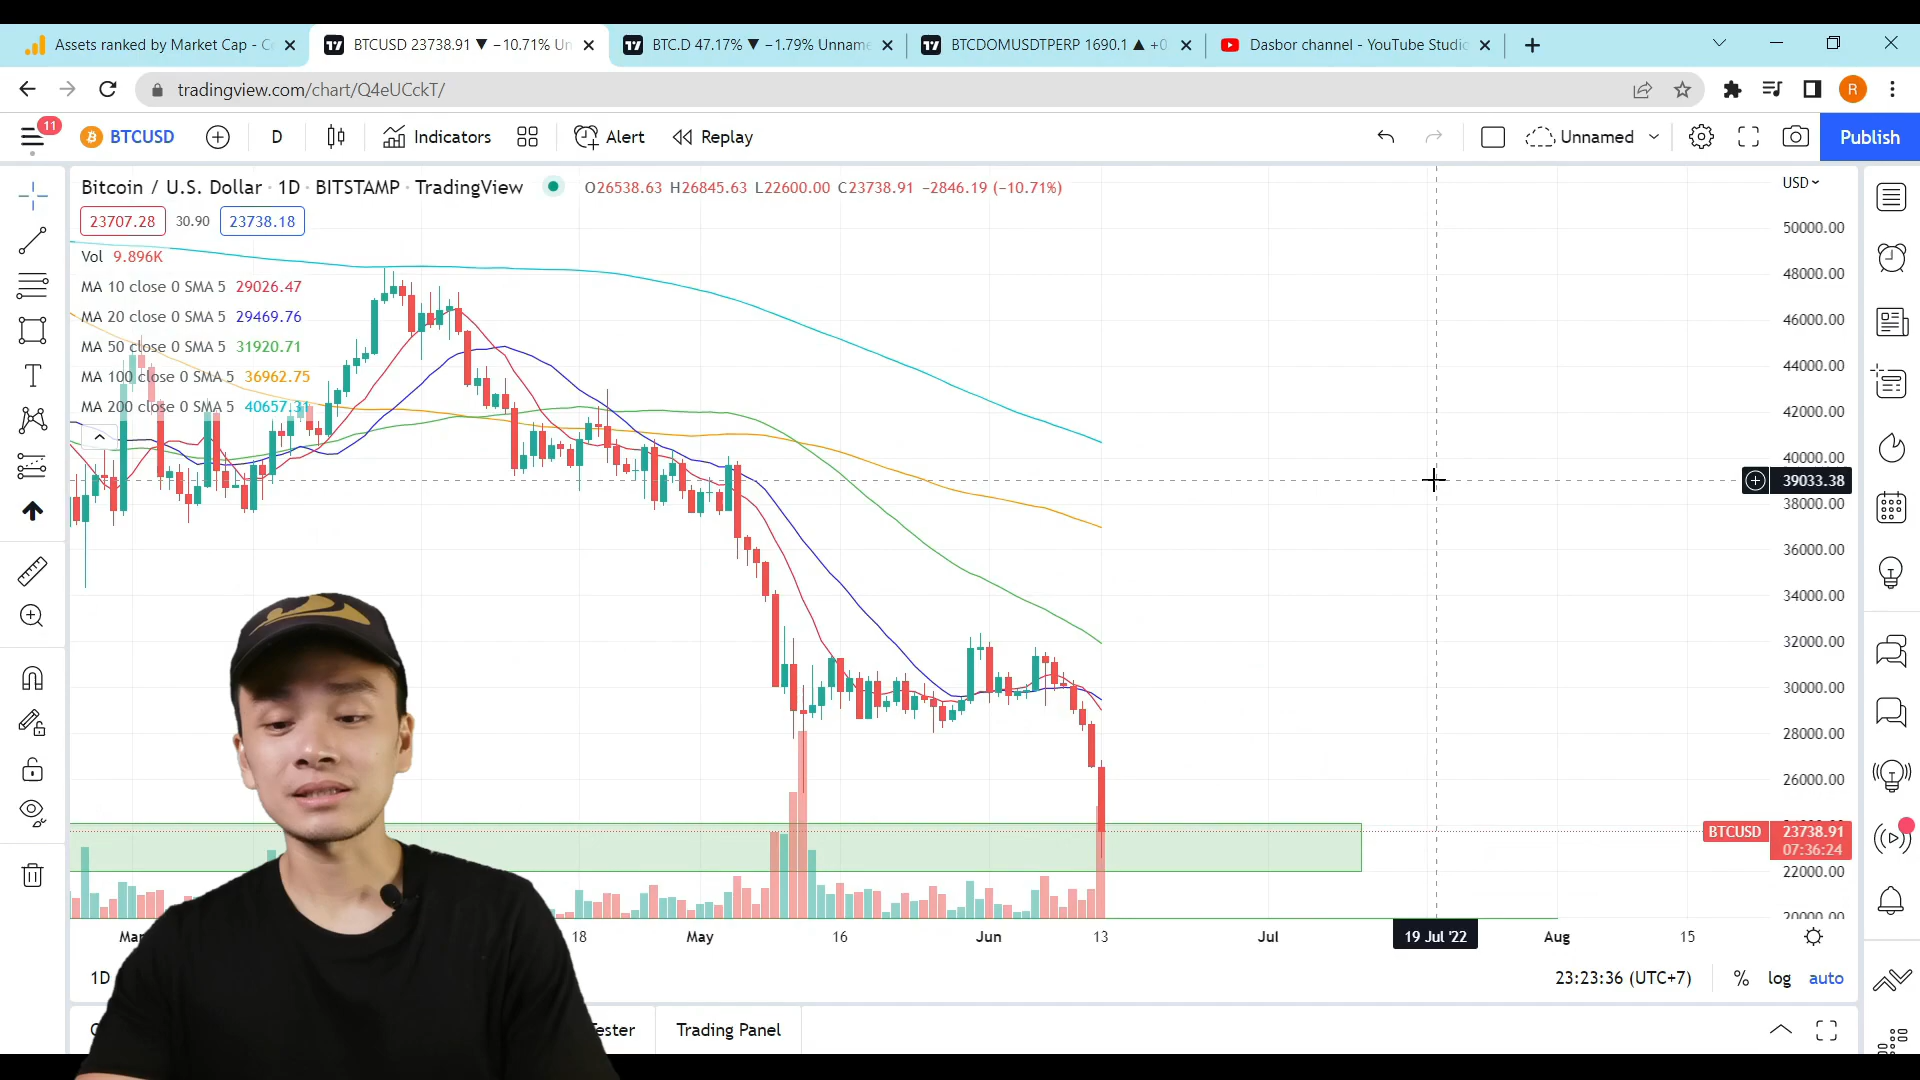 Assets ranked by Market Cap - C
BTCUSD 23738.91 ▼ −10.71% Un
BTC.D 47.17% ▼ −1.79% Unname
BTCDOMUSDTPERP 1690.1 ▲ +0
Dasbor channel - YouTube Studio
tradingview.com/chart/Q4eUCckT/
R
11
BTCUSD
D
Indicators
Alert
Replay
Unnamed
Publish
Bitcoin / U.S. Dollar · 1D · BITSTAMP · TradingView
O26538.63 H26845.63 L22600.00 C23738.91 −2846.19 (−10.71%)
USD
23707.28 30.90 23738.18
Vol 9.896K
MA 10 close 0 SMA 5 29026.47
MA 20 close 0 SMA 5 29469.76
MA 50 close 0 SMA 5 31920.71
MA 100 close 0 SMA 5 36962.75
MA 200 close 0 SMA 5 40657.31
50000.00
48000.00
46000.00
44000.00
42000.00
40000.00
39033.38
38000.00
36000.00
34000.00
32000.00
30000.00
28000.00
26000.00
BTCUSD 23738.91
07:36:24
22000.00
20000.00
Mar 18 May 16 Jun 13 Jul 19 Jul '22 Aug 15
1D
23:23:36 (UTC+7)
% log auto
Tester
Trading Panel